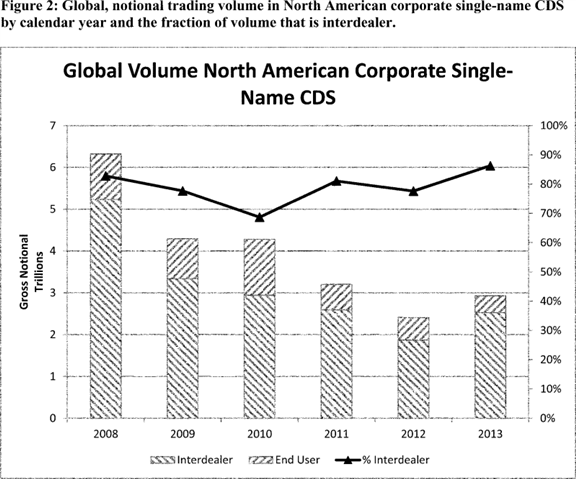 Figure 2: Global, notional trading volume in North American corporate single-name CDS
by calendar year and the fraction of volume that is interdealer.
Global Volume North American Corporate Single-
Name CDS
Gross Notional
Trillions
7
6
5
4
3
2
1
0
100%
90%
80%
70%
60%
50%
40%
30%
20%
10%
0%
2008 2009 2010 2011 2012 2013
Interdealer End User % Interdealer